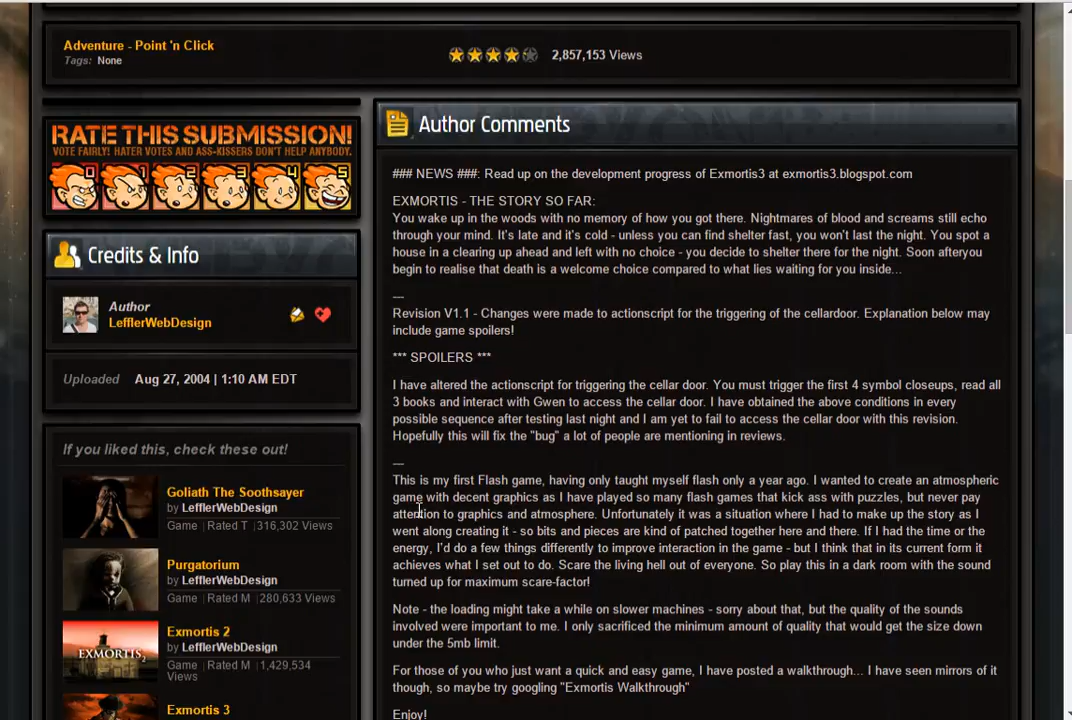 Adventure - Point 'n Click
Tags: None
2,857,153 Views
RATE THIS SUBMISSION!
VOTE FAIRLY! HATER VOTES AND ASS-KISSERS DON'T HELP ANYBODY.
0 1 2 3 4 5
Credits & Info
Author
LefflerWebDesign
Uploaded Aug 27, 2004 | 1:10 AM EDT
If you liked this, check these out!
Goliath The Soothsayer
by LefflerWebDesign
Game | Rated T | 316,302 Views
Purgatorium
by LefflerWebDesign
Game | Rated M | 280,633 Views
EXMORTIS 2
Exmortis 2
by LefflerWebDesign
Game | Rated M | 1,429,534
Views
Exmortis 3
Author Comments
### NEWS ###: Read up on the development progress of Exmortis3 at exmortis3.blogspot.com
EXMORTIS - THE STORY SO FAR:
You wake up in the woods with no memory of how you got there. Nightmares of blood and screams still echo
through your mind. It's late and it's cold - unless you can find shelter fast, you won't last the night. You spot a
house in a clearing up ahead and left with no choice - you decide to shelter there for the night. Soon afteryou
begin to realise that death is a welcome choice compared to what lies waiting for you inside...
---
Revision V1.1 - Changes were made to actionscript for the triggering of the cellardoor. Explanation below may
include game spoilers!
*** SPOILERS ***
I have altered the actionscript for triggering the cellar door. You must trigger the first 4 symbol closeups, read all
3 books and interact with Gwen to access the cellar door. I have obtained the above conditions in every
possible sequence after testing last night and I am yet to fail to access the cellar door with this revision.
Hopefully this will fix the "bug" a lot of people are mentioning in reviews.
---
This is my first Flash game, having only taught myself flash only a year ago. I wanted to create an atmospheric
game with decent graphics as I have played so many flash games that kick ass with puzzles, but never pay
attention to graphics and atmosphere. Unfortunately it was a situation where I had to make up the story as I
went along creating it - so bits and pieces are kind of patched together here and there. If I had the time or the
energy, I'd do a few things differently to improve interaction in the game - but I think that in its current form it
achieves what I set out to do. Scare the living hell out of everyone. So play this in a dark room with the sound
turned up for maximum scare-factor!
Note - the loading might take a while on slower machines - sorry about that, but the quality of the sounds
involved were important to me. I only sacrificed the minimum amount of quality that would get the size down
under the 5mb limit.
For those of you who just want a quick and easy game, I have posted a walkthrough... I have seen mirrors of it
though, so maybe try googling "Exmortis Walkthrough"
Enjoy!